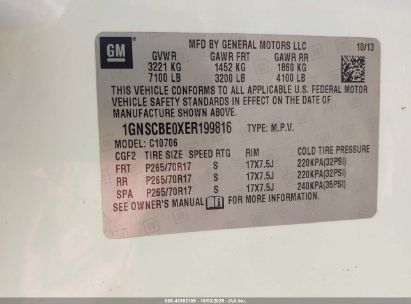 GM
MFD BY GENERAL MOTORS LLC
10/13
GVWR GAWR FRT GAWR RR
3221 KG 1452 KG 1860 KG
7100 LB 3200 LB 4100 LB
THIS VEHICLE CONFORMS TO ALL APPLICABLE U.S. FEDERAL MOTOR
VEHICLE SAFETY STANDARDS IN EFFECT ON THE DATE OF
MANUFACTURE SHOWN ABOVE.
1GNSCBE0XER199816 TYPE: M.P.V.
MODEL: C10706
CGF2 TIRE SIZE SPEED RTG RIM COLD TIRE PRESSURE
FRT P265/70R17 S 17X7.5J 220KPA(32PSI)
RR P265/70R17 S 17X7.5J 220KPA(32PSI)
SPA P265/70R17 S 17X7.5J 240KPA(35PSI)
SEE OWNER'S MANUAL FOR MORE INFORMATION.